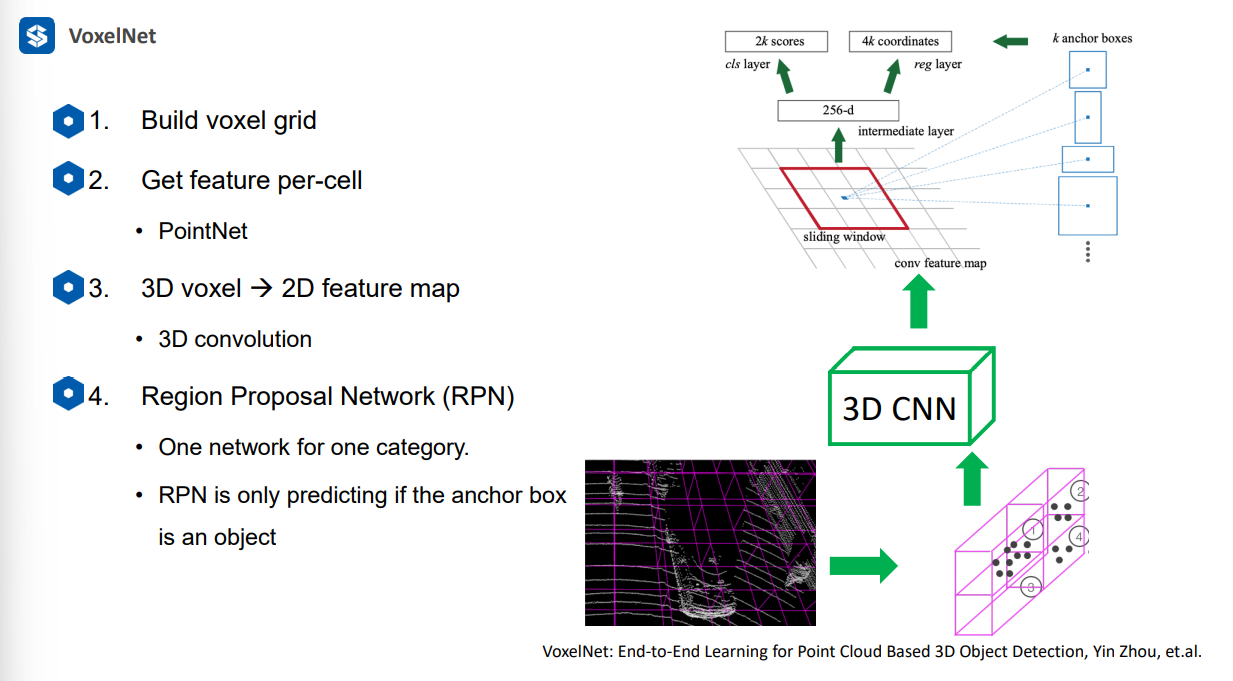 VoxelNet
1. Build voxel grid
2. Get feature per-cell
• PointNet
3. 3D voxel → 2D feature map
• 3D convolution
4. Region Proposal Network (RPN)
• One network for one category.
• RPN is only predicting if the anchor box
is an object
2k scores
4k coordinates
k anchor boxes
cls layer
reg layer
256-d
intermediate layer
sliding window
conv feature map
3D CNN
1
2
3
4
VoxelNet: End-to-End Learning for Point Cloud Based 3D Object Detection, Yin Zhou, et.al.